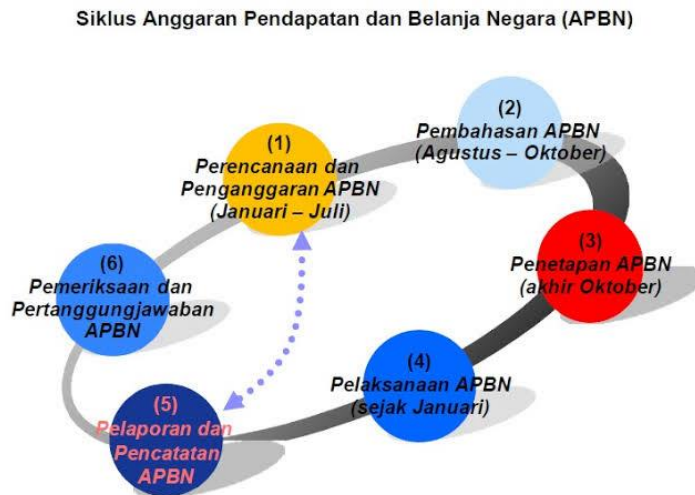 Siklus Anggaran Pendapatan dan Belanja Negara (APBN)
(1)
Perencanaan dan
Penganggaran APBN
(Januari – Juli)
(2)
Pembahasan APBN
(Agustus – Oktober)
(3)
Penetapan APBN
(akhir Oktober)
(4)
Pelaksanaan APBN
(sejak Januari)
(5)
Pelaporan dan
Pencatatan
APBN
(6)
Pemeriksaan dan
Pertanggungjawaban
APBN